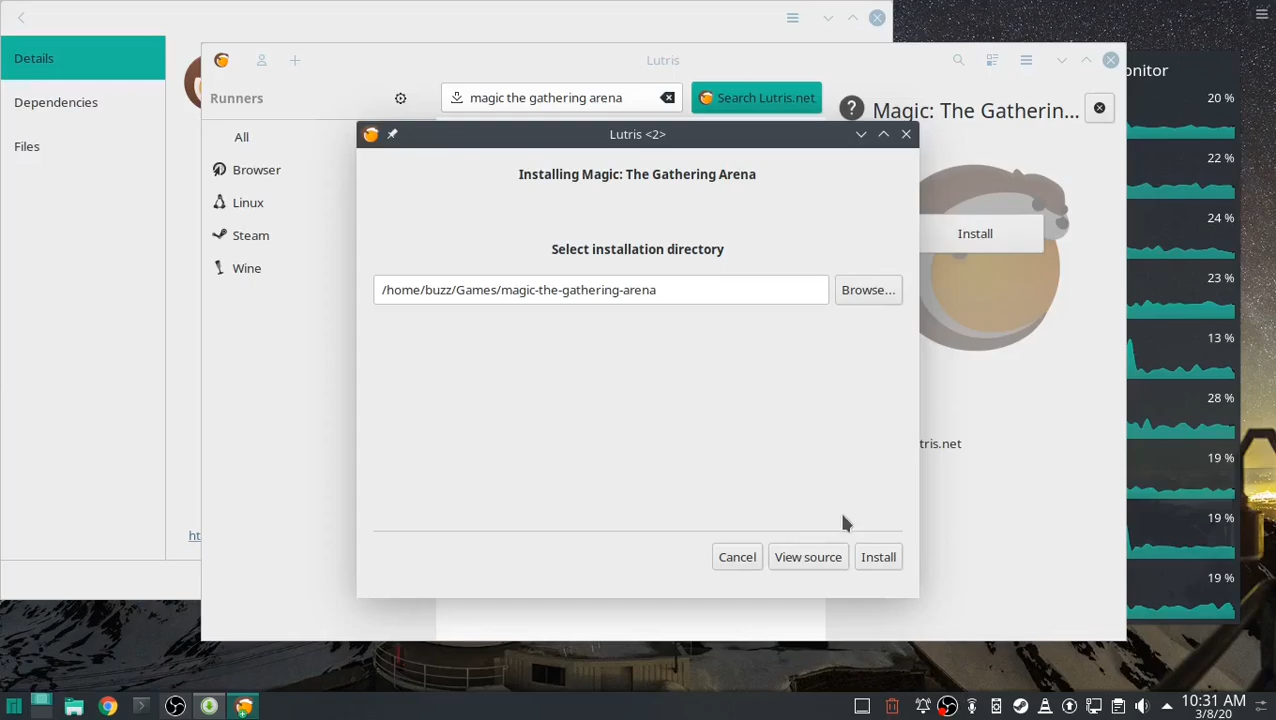 Details
Dependencies
Files
ht
Lutris
Runners
magic the gathering arena
Search Lutris.net
? Magic: The Gatherin...
All
Browser
Linux
Steam
Wine
Install
tris.net
Lutris <2>
Installing Magic: The Gathering Arena
Select installation directory
/home/buzz/Games/magic-the-gathering-arena
Browse...
Cancel
View source
Install
onitor
20 %
22 %
24 %
23 %
13 %
28 %
19 %
19 %
19 %
10:31 AM
3/8/20